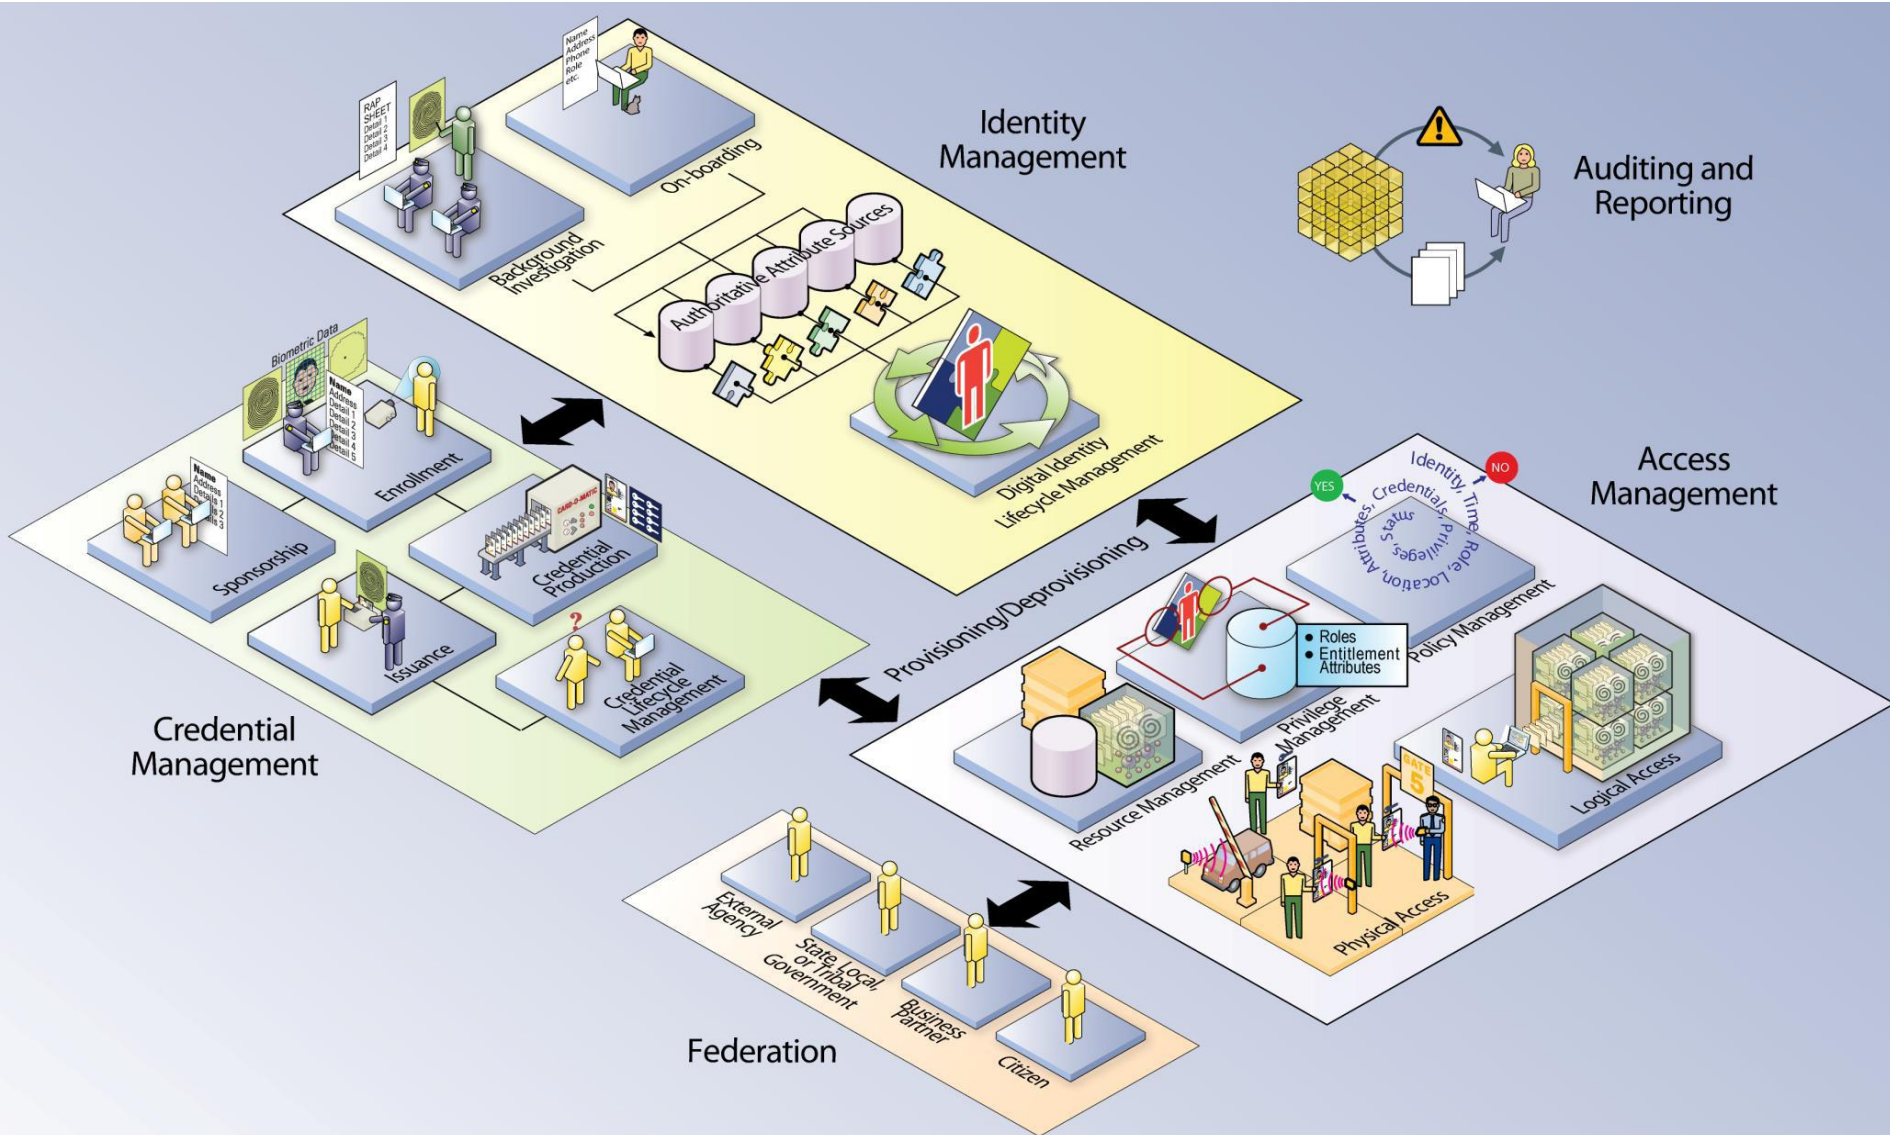 Name
Address
Phone
Role
etc.
RAP
SHEET
Detail 1
Detail 2
Detail 3
Detail 4
On-boarding
Background
Investigation
Authoritative Attribute Sources
Digital Identity
Lifecycle Management
Identity
Management
Auditing and
Reporting
Biometric Data
Name
Address
Detail 1
Detail 2
Detail 3
Detail 4
Detail 5
Enrollment
Name
Address
Details 1
Details 2
Details 3
Sponsorship
CARD-O-MATIC
Credential
Production
Issuance
?
Credential
Lifecycle
Management
Credential
Management
Provisioning/Deprovisioning
Access
Management
YES
NO
Identity, Time, Role, Location, Attributes, Credentials, Privileges, Status
Policy Management
Roles
Entitlement
Attributes
Privilege
Management
Resource Management
Logical Access
GATE
5
Physical Access
External
Agency
State, Local,
or Tribal
Government
Business
Partner
Citizen
Federation